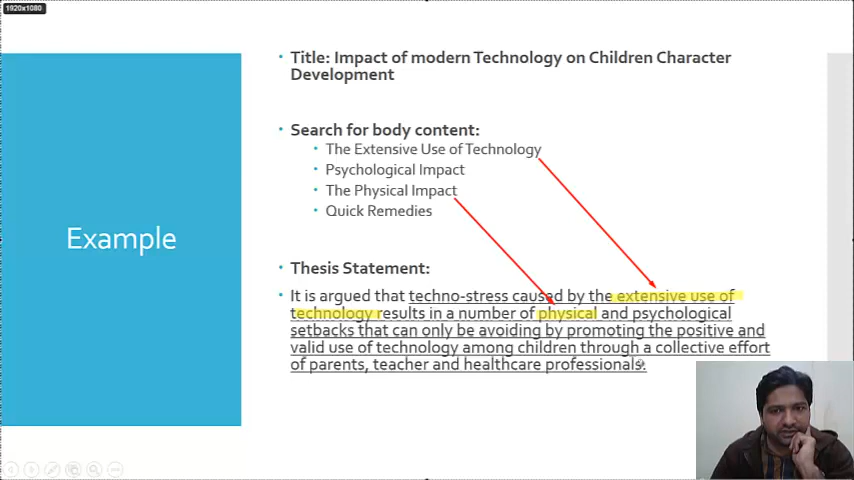 1920x1080
Title: Impact of modern Technology on Children Character
Development
Search for body content:
The Extensive Use of Technology
Psychological Impact
The Physical Impact
Quick Remedies
Example
Thesis Statement:
It is argued that techno-stress caused by the extensive use of
technology results in a number of physical and psychological
setbacks that can only be avoiding by promoting the positive and
valid use of technology among children through a collective effort
of parents, teacher and healthcare professionals.